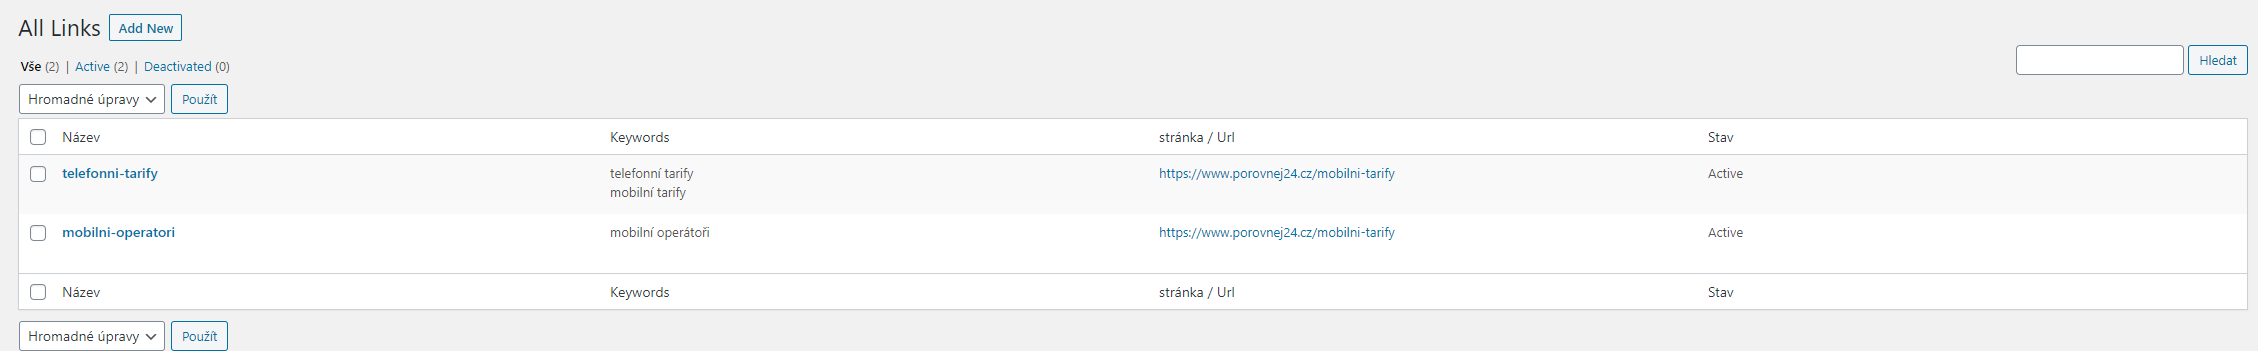 All Links Add New
Vše (2) | Active (2) | Deactivated (0)
Hledat
Hromadné úpravy Použít
Název Keywords stránka / Url Stav
telefonni-tarify telefonní tarify https://www.porovnej24.cz/mobilni-tarify Active
mobilní tarify
mobilni-operatori mobilní operátoři https://www.porovnej24.cz/mobilni-tarify Active
Název Keywords stránka / Url Stav
Hromadné úpravy Použít